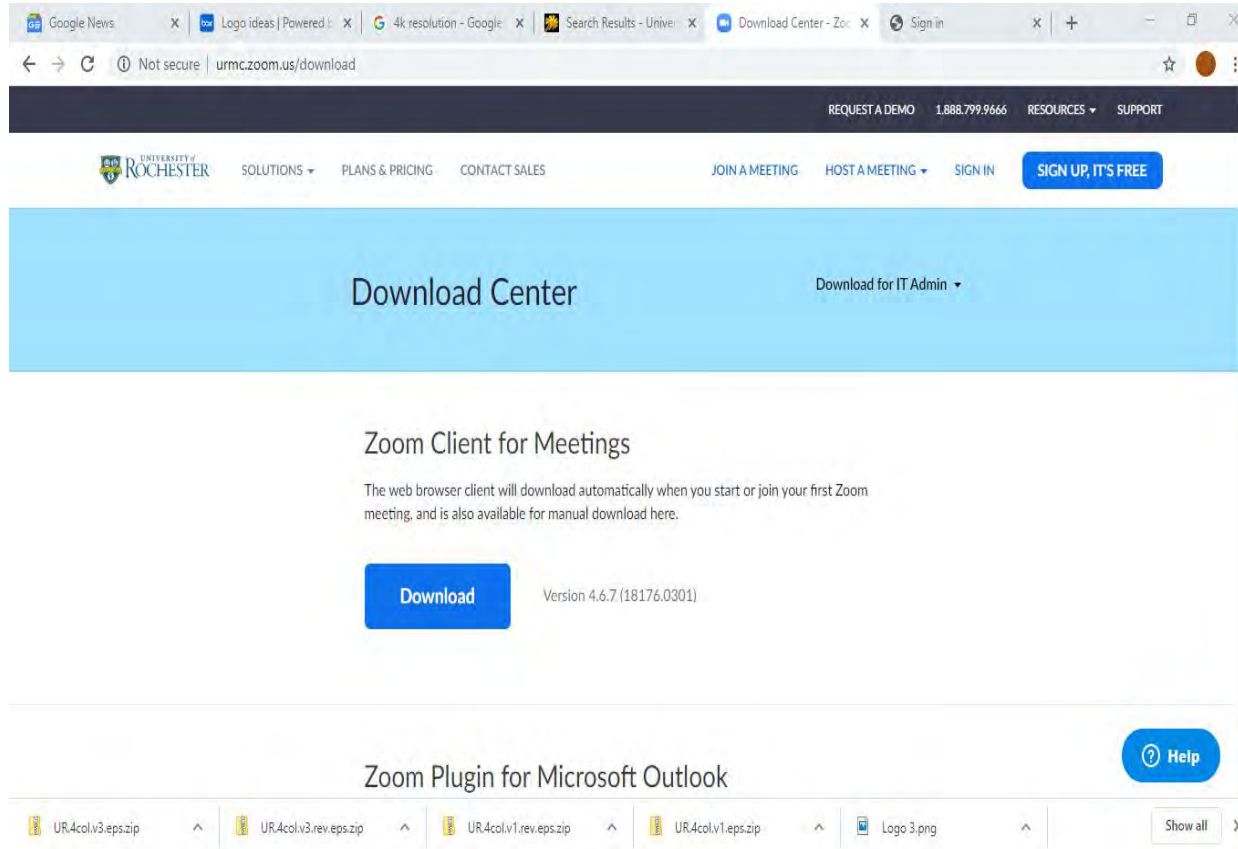 Google News
Logo ideas | Powered b
4k resolution - Google
Search Results - Univer
Download Center - Zoo
Sign in
Not secure | urmc.zoom.us/download
REQUEST A DEMO 1.888.799.9666 RESOURCES SUPPORT
UNIVERSITY of
ROCHESTER SOLUTIONS PLANS & PRICING CONTACT SALES JOIN A MEETING HOST A MEETING SIGN IN SIGN UP, IT'S FREE
Download Center
Download for IT Admin
Zoom Client for Meetings
The web browser client will download automatically when you start or join your first Zoom
meeting, and is also available for manual download here.
Download Version 4.6.7 (18176.0301)
Help
Zoom Plugin for Microsoft Outlook
UR.4col.v3.eps.zip UR.4col.v3.rev.eps.zip UR.4col.v1.rev.eps.zip UR.4col.v1.eps.zip Logo 3.png Show all